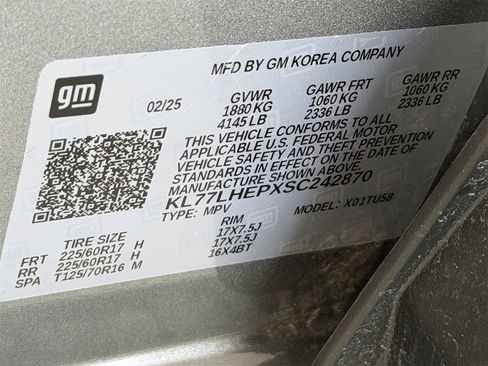 MFD BY GM KOREA COMPANY
gm
02/25
GVWR GAWR FRT GAWR RR
1880 KG 1060 KG 1060 KG
4145 LB 2336 LB 2336 LB
THIS VEHICLE CONFORMS TO ALL
APPLICABLE U.S. FEDERAL MOTOR
VEHICLE SAFETY AND THEFT PREVENTION
STANDARDS IN EFFECT ON THE DATE OF
MANUFACTURE SHOWN ABOVE.
KL77LHEPXSC242870
TYPE: MPV MODEL: X01TU58
TIRE SIZE RIM
FRT 225/60R17 H 17X7.5J
RR 225/60R17 H 17X7.5J
SPA T125/70R16 M 16X4BT